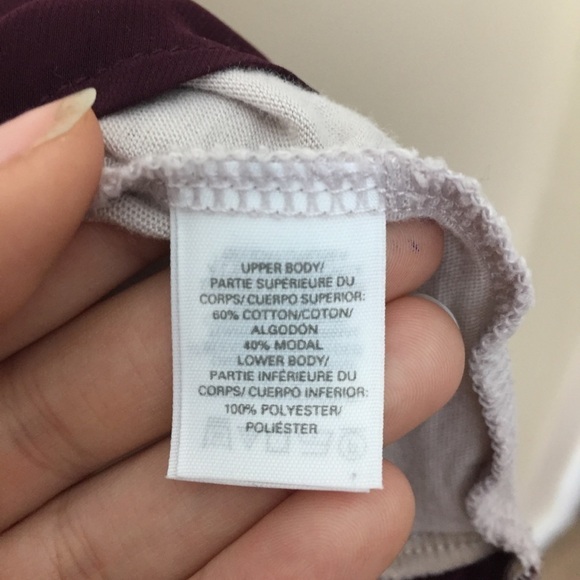 UPPER BODY/
PARTIE SUPÉRIEURE DU
CORPS/ CUERPO SUPERIOR:
60% COTTON/COTON/
ALGODÓN
40% MODAL
LOWER BODY/
PARTIE INFÉRIEURE DU
CORPS/ CUERPO INFERIOR:
100% POLYESTER/
POLIÉSTER